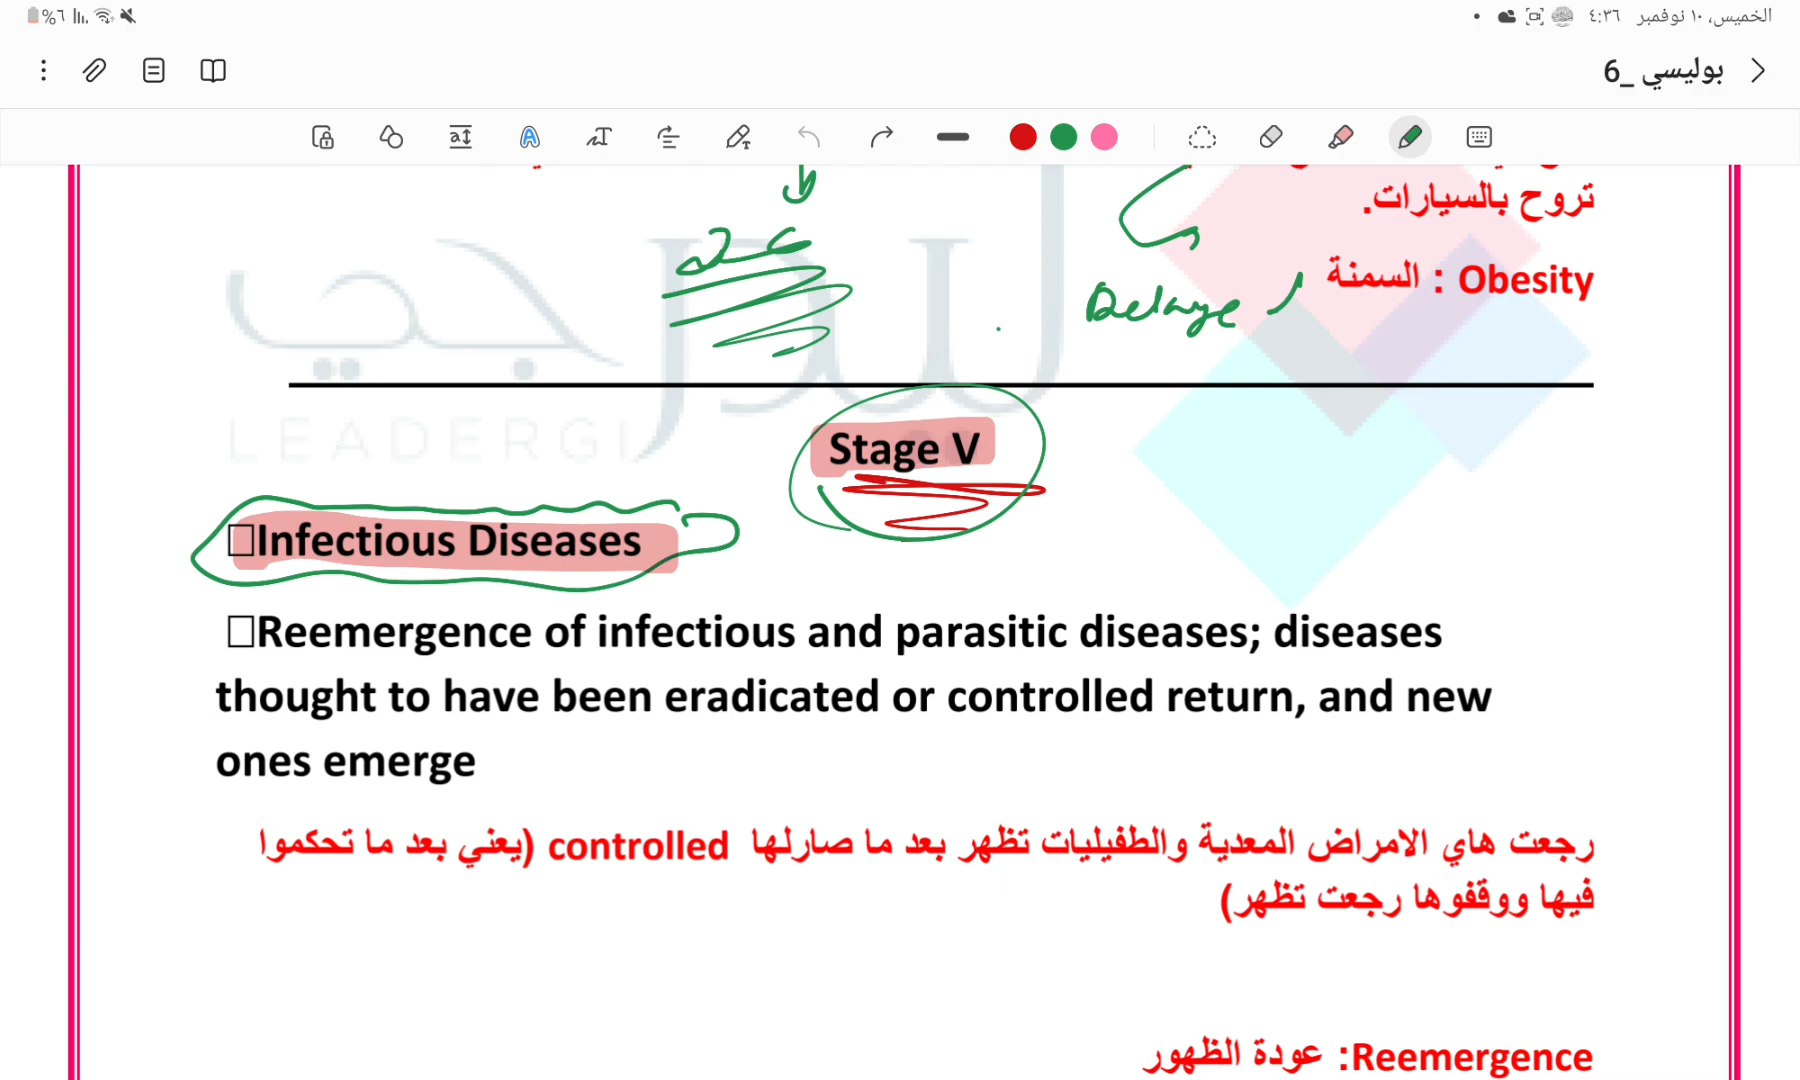 الخميس، ١٠ نوفمبر ٤:٣٦
%٦
بوليسي _6
تروح بالسيارات.
Obesity : السمنة
Delaye
لیدرجي
LEADERGI
Stage V
Infectious Diseases
Reemergence of infectious and parasitic diseases; diseases
thought to have been eradicated or controlled return, and new
ones emerge
رجعت هاي الامراض المعدية والطفيليات تظهر بعد ما صارلها controlled (يعني بعد ما تحكموا
فيها ووقفوها رجعت تظهر)
Reemergence: عودة الظهور